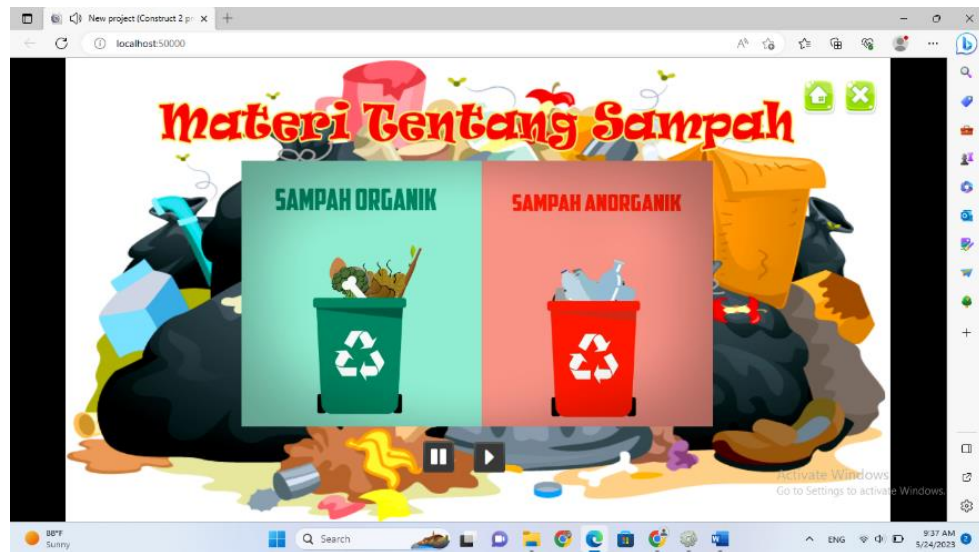 New project (Construct 2 pr
localhost:50000
Materi Tentang Sampah
SAMPAH ORGANIK
SAMPAH ANORGANIK
Activate Windows
Go to Settings to activate Windows.
88°F
Sunny
Search
ENG
9:37 AM
5/24/2023